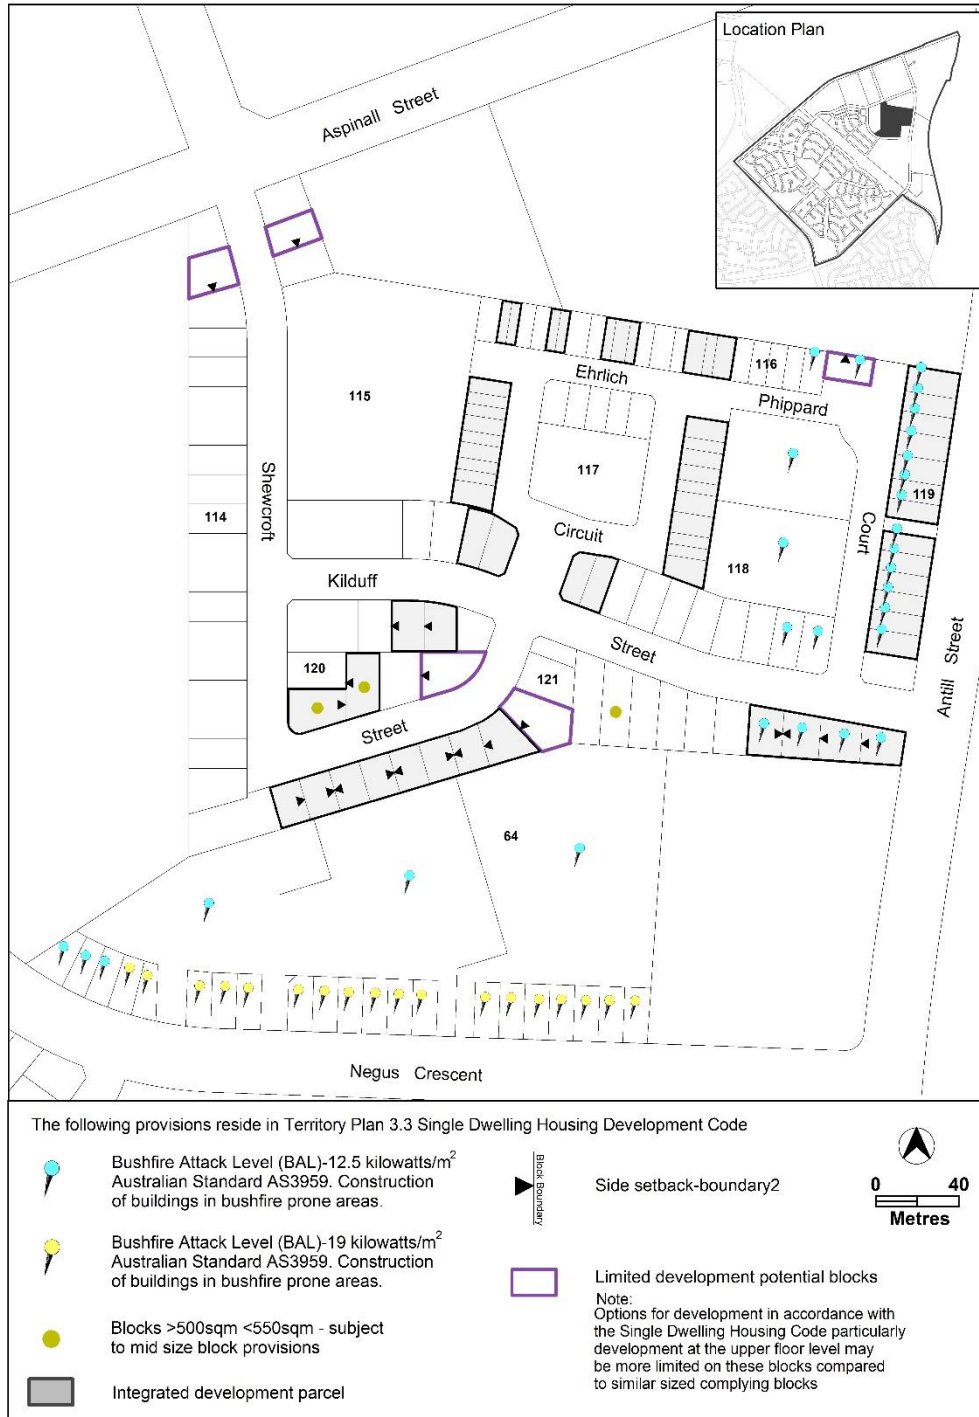 Location Plan
Aspinall Street
Ehrlich
116
Phippard
115
117
119
Shewcroft
114
Circuit
Court
118
Kilduff
Street
120
121
Antill Street
Street
64
Negus Crescent
The following provisions reside in Territory Plan 3.3 Single Dwelling Housing Development Code
Bushfire Attack Level (BAL)-12.5 kilowatts/m²
Australian Standard AS3959. Construction
of buildings in bushfire prone areas.
Bushfire Attack Level (BAL)-19 kilowatts/m²
Australian Standard AS3959. Construction
of buildings in bushfire prone areas.
Blocks >500sqm <550sqm - subject
to mid size block provisions
Integrated development parcel
Block Boundary
Side setback-boundary2
0 40
Metres
Limited development potential blocks
Note:
Options for development in accordance with
the Single Dwelling Housing Code particularly
development at the upper floor level may
be more limited on these blocks compared
to similar sized complying blocks